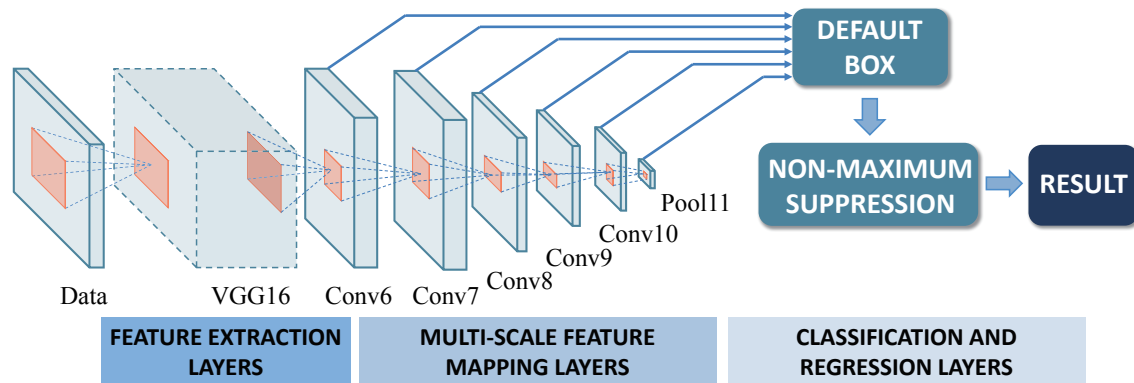 DEFAULT
BOX
NON-MAXIMUM
SUPPRESSION
RESULT
Data
VGG16
Conv6
Conv7
Conv8
Conv9
Conv10
Pool11
FEATURE EXTRACTION
LAYERS
MULTI-SCALE FEATURE
MAPPING LAYERS
CLASSIFICATION AND
REGRESSION LAYERS